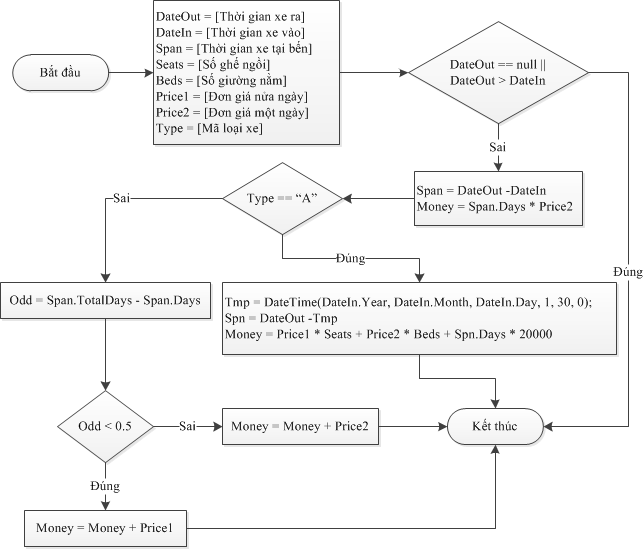 Bắt đầu
DateOut = [Thời gian xe ra]
DateIn = [Thời gian xe vào]
Span = [Thời gian xe tại bến]
Seats = [Số ghế ngồi]
Beds = [Số giường nằm]
Price1 = [Đơn giá nửa ngày]
Price2 = [Đơn giá một ngày]
Type = [Mã loại xe]
DateOut == null ||
DateOut > DateIn
Sai
Đúng
Span = DateOut -DateIn
Money = Span.Days * Price2
Type == “A”
Sai
Đúng
Odd = Span.TotalDays - Span.Days
Tmp = DateTime(DateIn.Year, DateIn.Month, DateIn.Day, 1, 30, 0);
Spn = DateOut -Tmp
Money = Price1 * Seats + Price2 * Beds + Spn.Days * 20000
Odd < 0.5
Sai
Money = Money + Price2
Kết thúc
Đúng
Money = Money + Price1